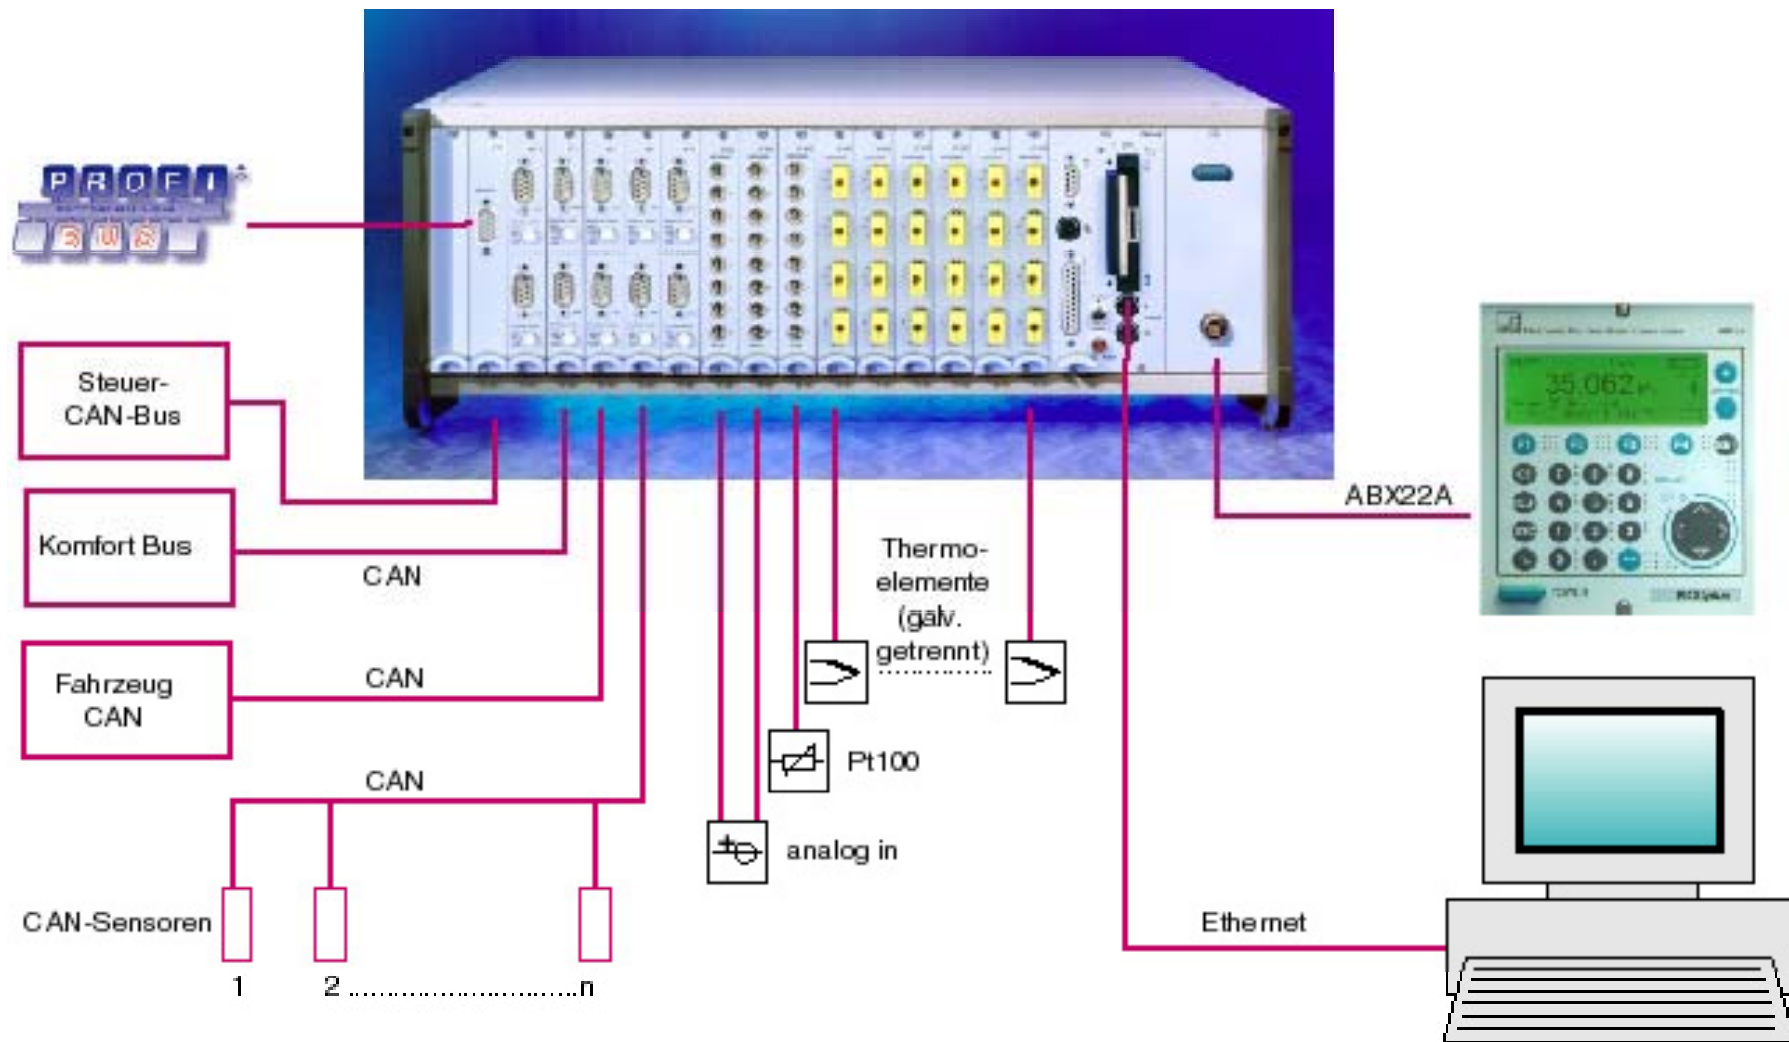 PROFI
BUS
Steuer-
CAN-Bus
Komfort Bus
CAN
Fahrzeug
CAN
CAN
CAN
CAN-Sensoren
1
2
n
Thermo-
elemente
(galv.
getrennt)
Pt100
analog in
ABX22A
35.062
Ethernet